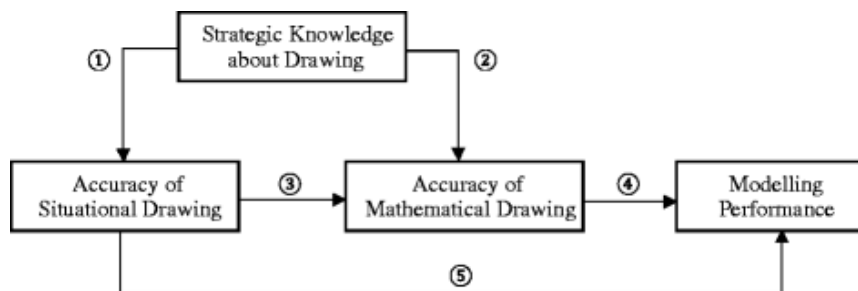 Strategic Knowledge
about Drawing
①
②
Accuracy of
Situational Drawing
③
Accuracy of
Mathematical Drawing
④
Modelling
Performance
⑤